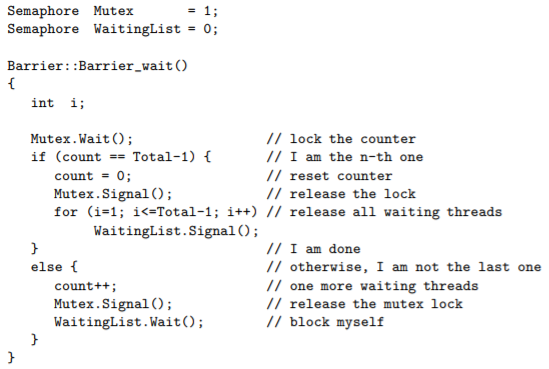 Semaphore  Mutex       = 1;
Semaphore  WaitingList = 0;

Barrier::Barrier_wait()
{
   int  i;

   Mutex.Wait();                 // lock the counter
   if (count == Total-1) {       // I am the n-th one
      count = 0;                 // reset counter
      Mutex.Signal();            // release the lock
      for (i=1; i<=Total-1; i++) // release all waiting threads
           WaitingList.Signal();
   }                             // I am done
   else {                        // otherwise, I am not the last one
      count++;                   // one more waiting threads
      Mutex.Signal();            // release the mutex lock
      WaitingList.Wait();        // block myself
   }
}